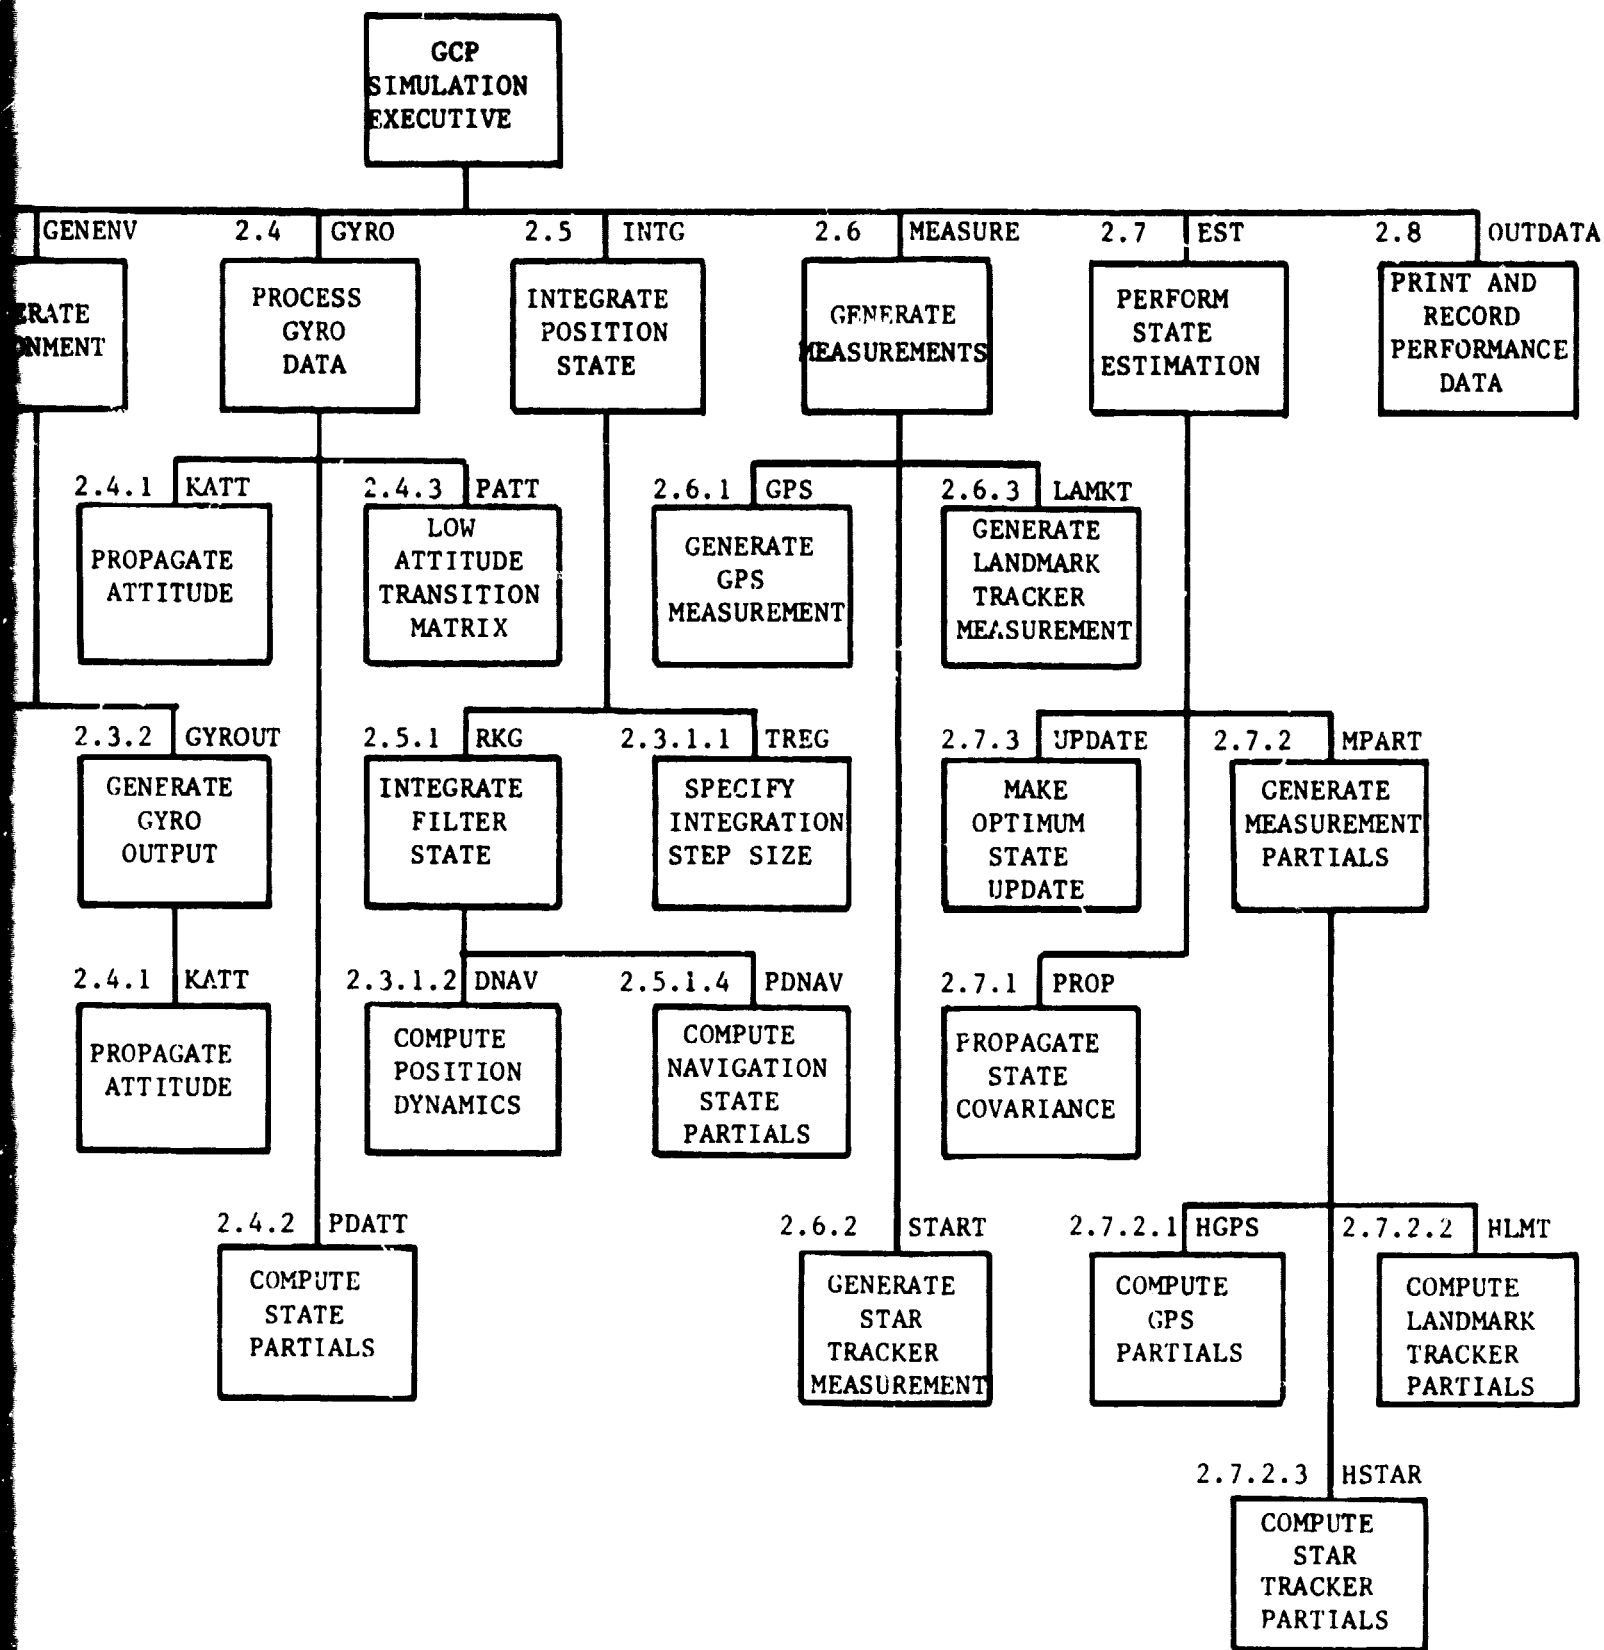 GCP
SIMULATION
EXECUTIVE
GENENV
2.4 GYRO
2.5 INTG
2.6 MEASURE
2.7 EST
2.8 OUTDATA
ERATE
ONMENT
PROCESS
GYRO
DATA
INTEGRATE
POSITION
STATE
GENERATE
MEASUREMENTS
PERFORM
STATE
ESTIMATION
PRINT AND
RECORD
PERFORMANCE
DATA
2.4.1 KATT
PROPAGATE
ATTITUDE
2.4.3 PATT
LOW
ATTITUDE
TRANSITION
MATRIX
2.6.1 GPS
GENERATE
GPS
MEASUREMENT
2.6.3 LAMKT
GENERATE
LANDMARK
TRACKER
MEASUREMENT
2.3.2 GYROUT
GENERATE
GYRO
OUTPUT
2.5.1 RKG
INTEGRATE
FILTER
STATE
2.3.1.1 TREG
SPECIFY
INTEGRATION
STEP SIZE
2.7.3 UPDATE
MAKE
OPTIMUM
STATE
UPDATE
2.7.2 MPART
GENERATE
MEASUREMENT
PARTIALS
2.4.1 KATT
PROPAGATE
ATTITUDE
2.3.1.2 DNAV
COMPUTE
POSITION
DYNAMICS
2.5.1.4 PDNAV
COMPUTE
NAVIGATION
STATE
PARTIALS
2.7.1 PROP
PROPAGATE
STATE
COVARIANCE
2.4.2 PDATT
COMPUTE
STATE
PARTIALS
2.6.2 START
GENERATE
STAR
TRACKER
MEASUREMENT
2.7.2.1 HGPS
COMPUTE
GPS
PARTIALS
2.7.2.2 HLMT
COMPUTE
LANDMARK
TRACKER
PARTIALS
2.7.2.3 HSTAR
COMPUTE
STAR
TRACKER
PARTIALS